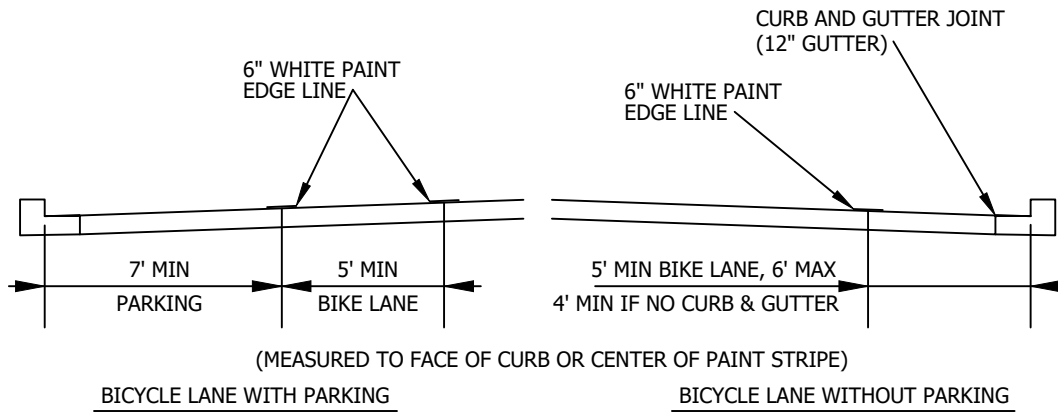 CURB AND GUTTER JOINT
(12" GUTTER)
6" WHITE PAINT
EDGE LINE
6" WHITE PAINT
EDGE LINE
7' MIN
PARKING
5' MIN
BIKE LANE
5' MIN BIKE LANE, 6' MAX
4' MIN IF NO CURB & GUTTER
(MEASURED TO FACE OF CURB OR CENTER OF PAINT STRIPE)
BICYCLE LANE WITH PARKING
BICYCLE LANE WITHOUT PARKING